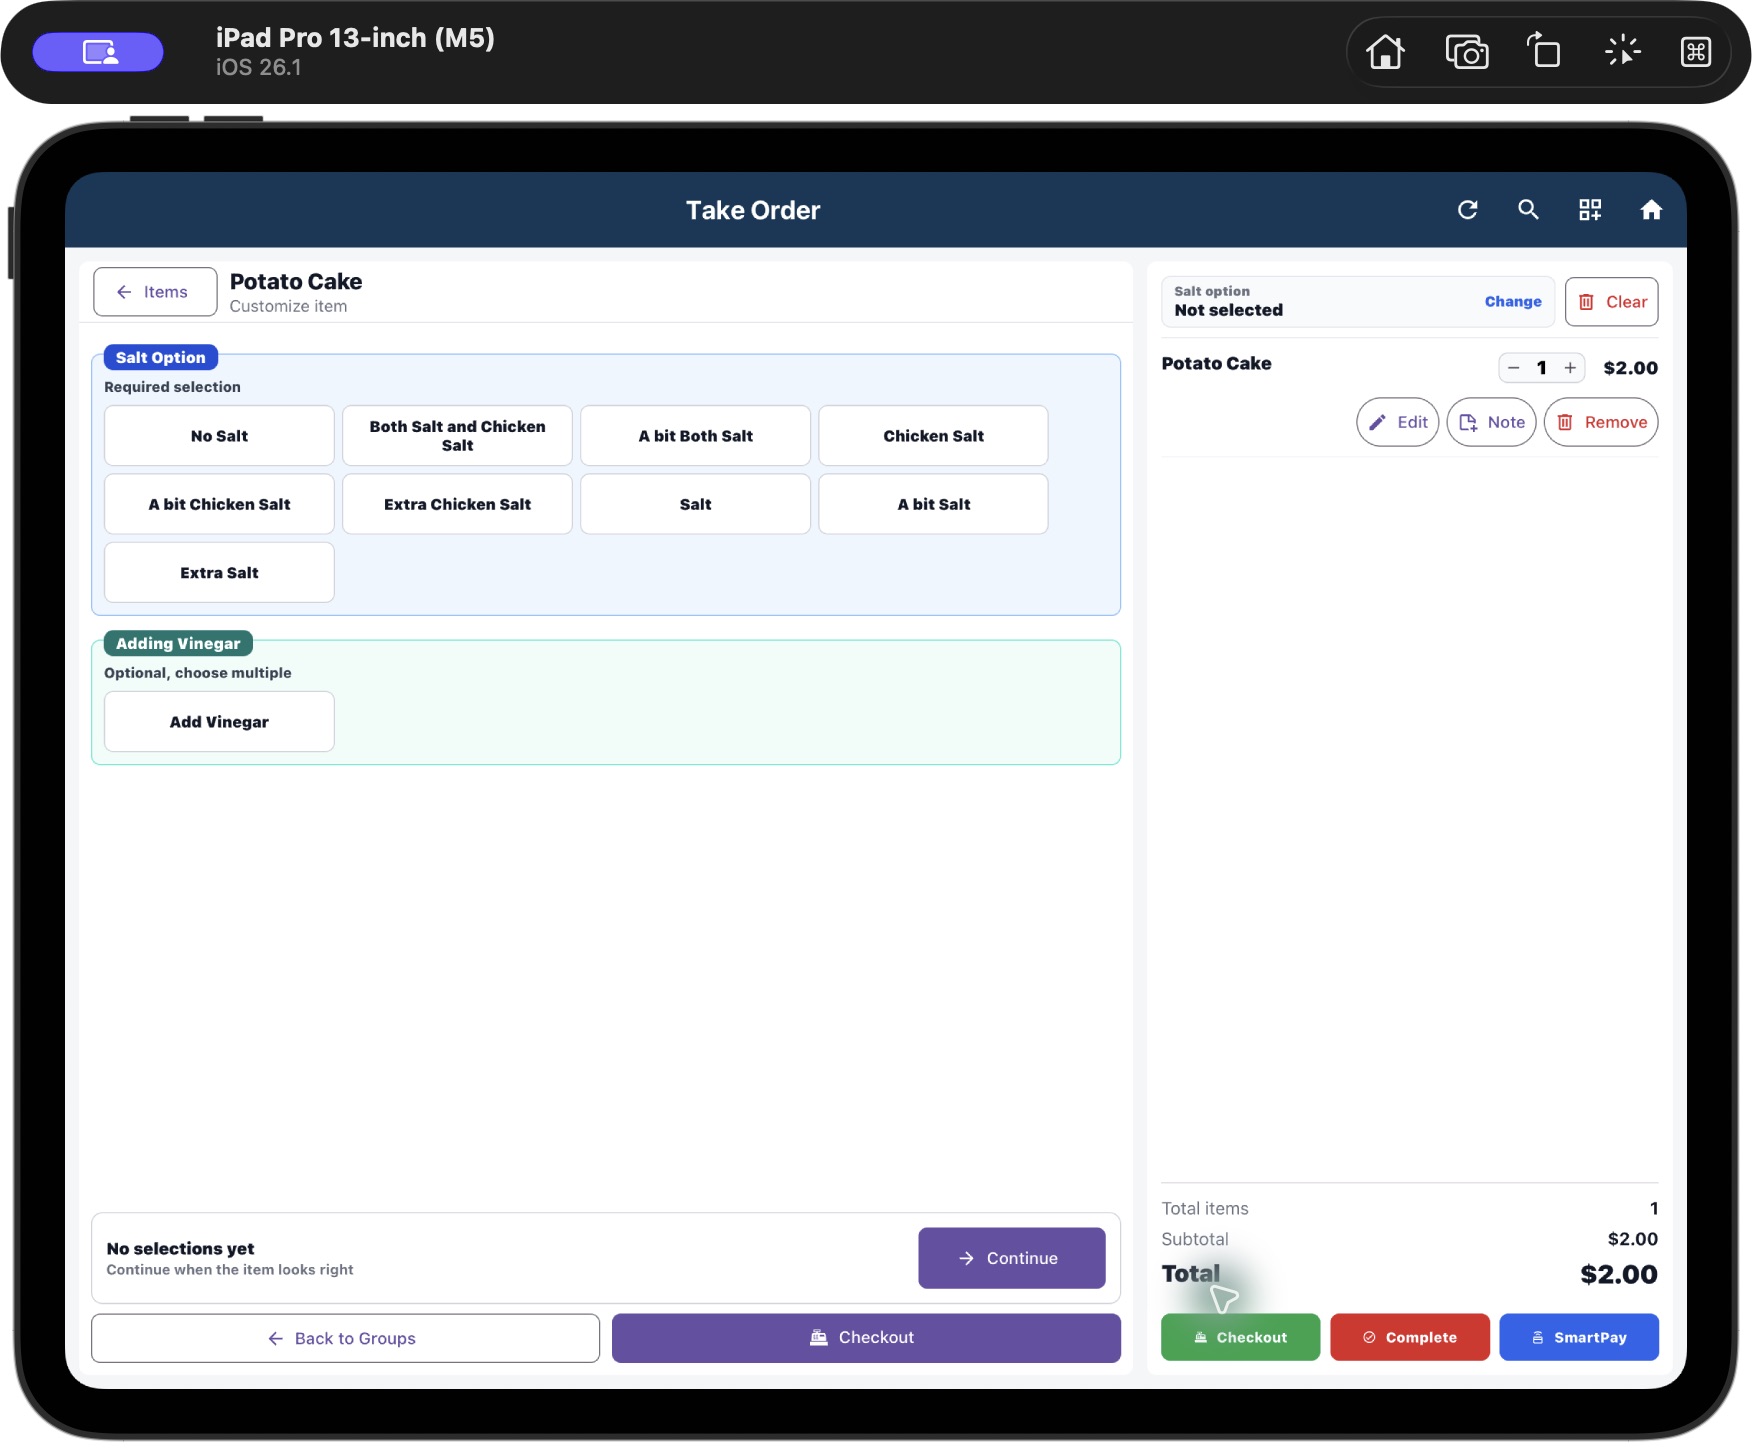 iPad Pro 13-inch (M5)
iOS 26.1
Take Order
Items
Potato Cake
Customize item
Salt Option
Required selection
No Salt
Both Salt and Chicken
Salt
A bit Both Salt
Chicken Salt
A bit Chicken Salt
Extra Chicken Salt
Salt
A bit Salt
Extra Salt
Adding Vinegar
Optional, choose multiple
Add Vinegar
No selections yet
Continue when the item looks right
Continue
Back to Groups
Checkout
Salt option
Not selected
Change
Clear
Potato Cake
1
$2.00
Edit
Note
Remove
Total items 1
Subtotal $2.00
Total $2.00
Checkout
Complete
SmartPay